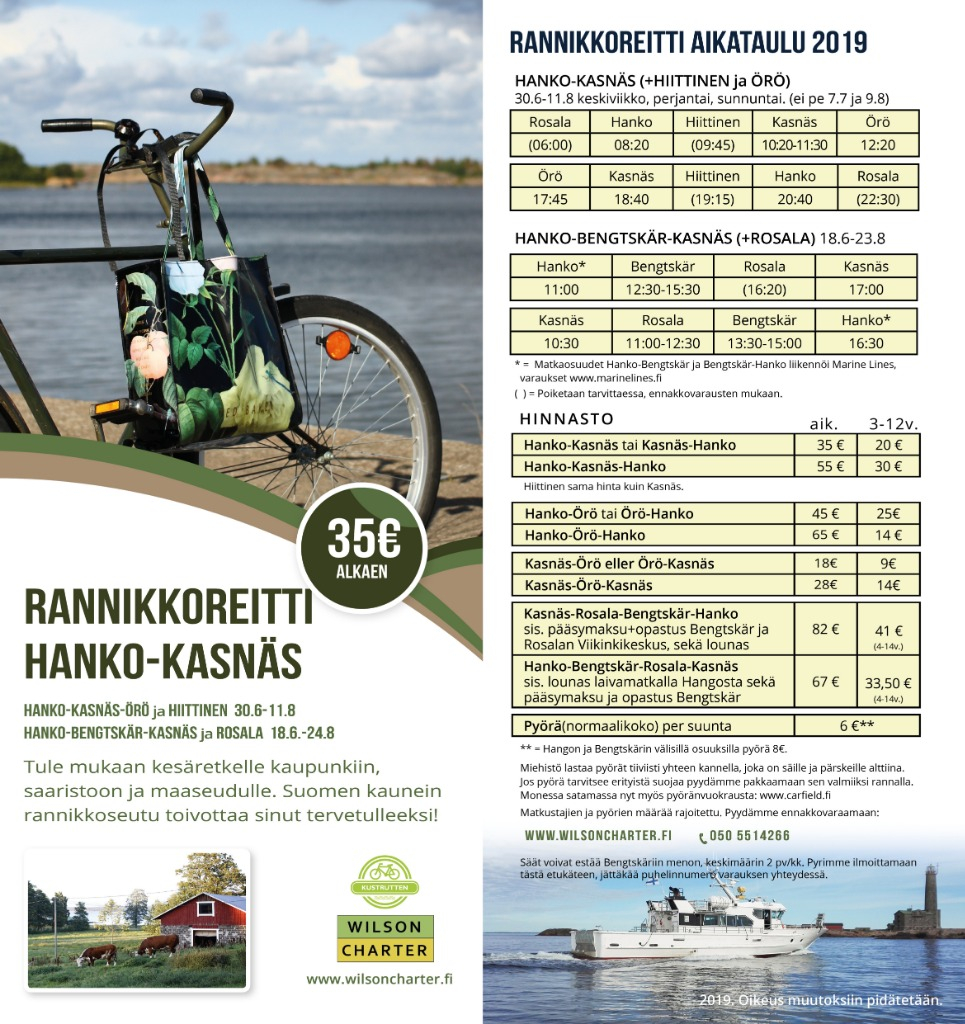 35€
ALKAEN
RANNIKKOREITTI
HANKO-KASNÄS
HANKO-KASNÄS-ÖRÖ ja HIITTINEN 30.6-11.8
HANKO-BENGTSKÄR-KASNÄS ja ROSALA 18.6.-24.8
Tule mukaan kesäretkelle kaupunkiin,
saaristoon ja maaseudulle. Suomen kaunein
rannikkoseutu toivottaa sinut tervetulleeksi!
KUSTRUTTEN
WILSON
CHARTER
www.wilsoncharter.fi
RANNIKKOREITTI AIKATAULU 2019
HANKO-KASNÄS (+HIITTINEN ja ÖRÖ)
30.6-11.8 keskiviikko, perjantai, sunnuntai. (ei pe 7.7 ja 9.8)
Rosala Hanko Hiittinen Kasnäs Örö
(06:00) 08:20 (09:45) 10:20-11:30 12:20
Örö Kasnäs Hiittinen Hanko Rosala
17:45 18:40 (19:15) 20:40 (22:30)
HANKO-BENGTSKÄR-KASNÄS (+ROSALA) 18.6-23.8
Hanko* Bengtskär Rosala Kasnäs
11:00 12:30-15:30 (16:20) 17:00
Kasnäs Rosala Bengtskär Hanko*
10:30 11:00-12:30 13:30-15:00 16:30
* = Matkaosuudet Hanko-Bengtskär ja Bengtskär-Hanko liikennöi Marine Lines,
varaukset www.marinelines.fi
( ) = Poiketaan tarvittaessa, ennakkovarausten mukaan.
HINNASTO aik. 3-12v.
Hanko-Kasnäs tai Kasnäs-Hanko 35 € 20 €
Hanko-Kasnäs-Hanko 55 € 30 €
Hiittinen sama hinta kuin Kasnäs.
Hanko-Örö tai Örö-Hanko 45 € 25€
Hanko-Örö-Hanko 65 € 14 €
Kasnäs-Örö eller Örö-Kasnäs 18€ 9€
Kasnäs-Örö-Kasnäs 28€ 14€
Kasnäs-Rosala-Bengtskär-Hanko
sis. pääsymaksu+opastus Bengtskär ja 82 € 41 €
Rosalan Viikinkikeskus, sekä lounas (4-14v.)
Hanko-Bengtskär-Rosala-Kasnäs
sis. lounas laivamatkalla Hangosta sekä 67 € 33,50 €
pääsymaksu ja opastus Bengtskär (4-14v.)
Pyörä(normaalikoko) per suunta 6 €**
** = Hangon ja Bengtskärin välisillä osuuksilla pyörä 8€.
Miehistö lastaa pyörät tiiviisti yhteen kannella, joka on säille ja pärskeille alttiina.
Jos pyörä tarvitsee erityistä suojaa pyydämme pakkaamaan sen valmiiksi rannalla.
Monessa satamassa nyt myös pyöränvuokrausta: www.carfield.fi
Matkustajien ja pyörien määrää rajoitettu. Pyydämme ennakkovaraamaan:
WWW.WILSONCHARTER.FI 050 5514266
Säät voivat estää Bengtskäriin menon, keskimäärin 2 pv/kk. Pyrimme ilmoittamaan
tästä etukäteen, jättäkää puhelinnumero varauksen yhteydessä.
2019. Oikeus muutoksiin pidätetään.